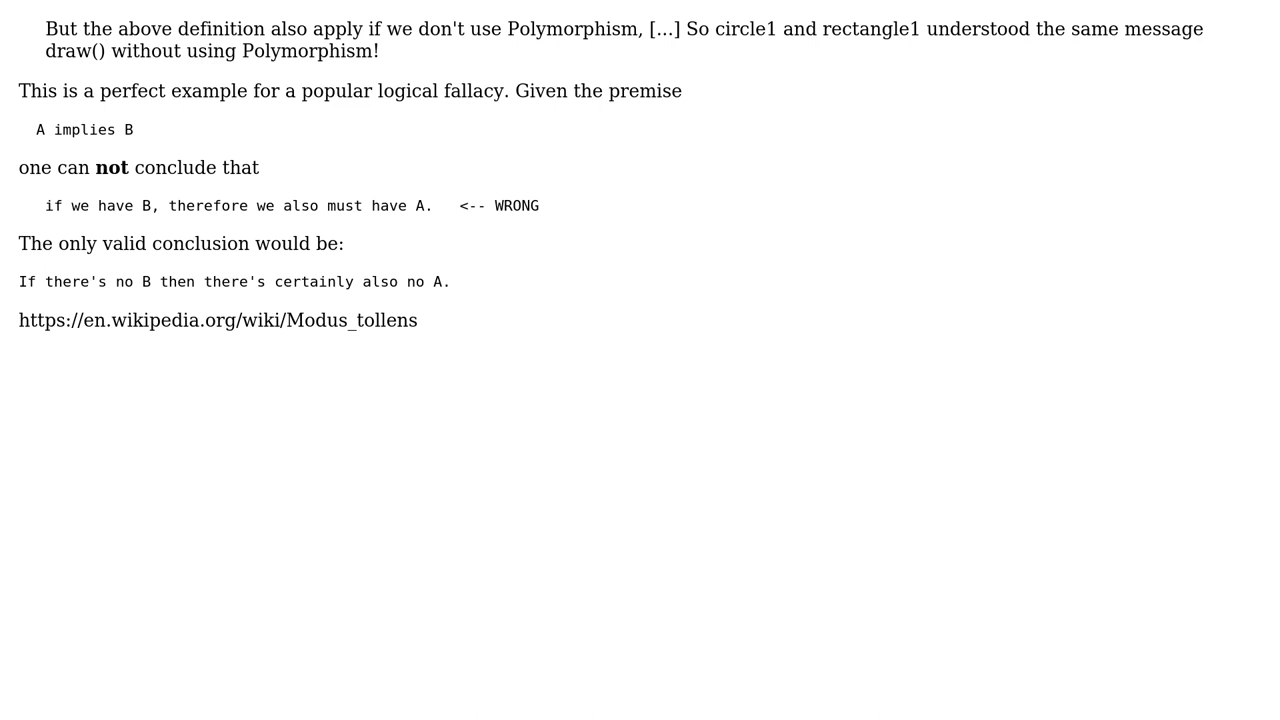 But the above definition also apply if we don't use Polymorphism, [...] So circle1 and rectangle1 understood the same message
draw() without using Polymorphism!
This is a perfect example for a popular logical fallacy. Given the premise
A implies B
one can not conclude that
if we have B, therefore we also must have A.   <-- WRONG
The only valid conclusion would be:
If there's no B then there's certainly also no A.
https://en.wikipedia.org/wiki/Modus_tollens